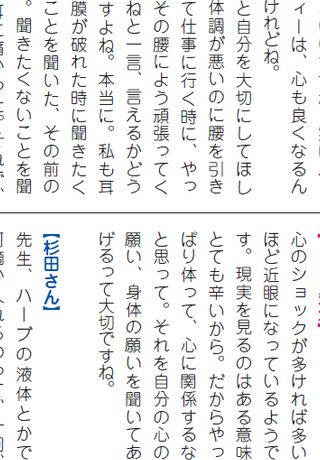 ィーは、心も良くなるん
けれどね。
と自分を大切にしてほし
体調が悪いのに腰を引き
て仕事に行く時に、やっ
その腰によう頑張ってく
ねと一言、言えるかどう
すよね。本当に。私も耳
膜が破れた時に聞きたく
ことを聞いた、その前の
。聞きたくないことを聞
心のショックが多ければ多い
ほど近眼になっているようで
す。現実を見るのはある意味
とても辛いから。だからやっ
ぱり体って、心に関係するな
と思って。それを自分の心の
願い、身体の願いを聞いてあ
げるって大切ですね。
【杉田さん】
先生、ハーブの液体とかで